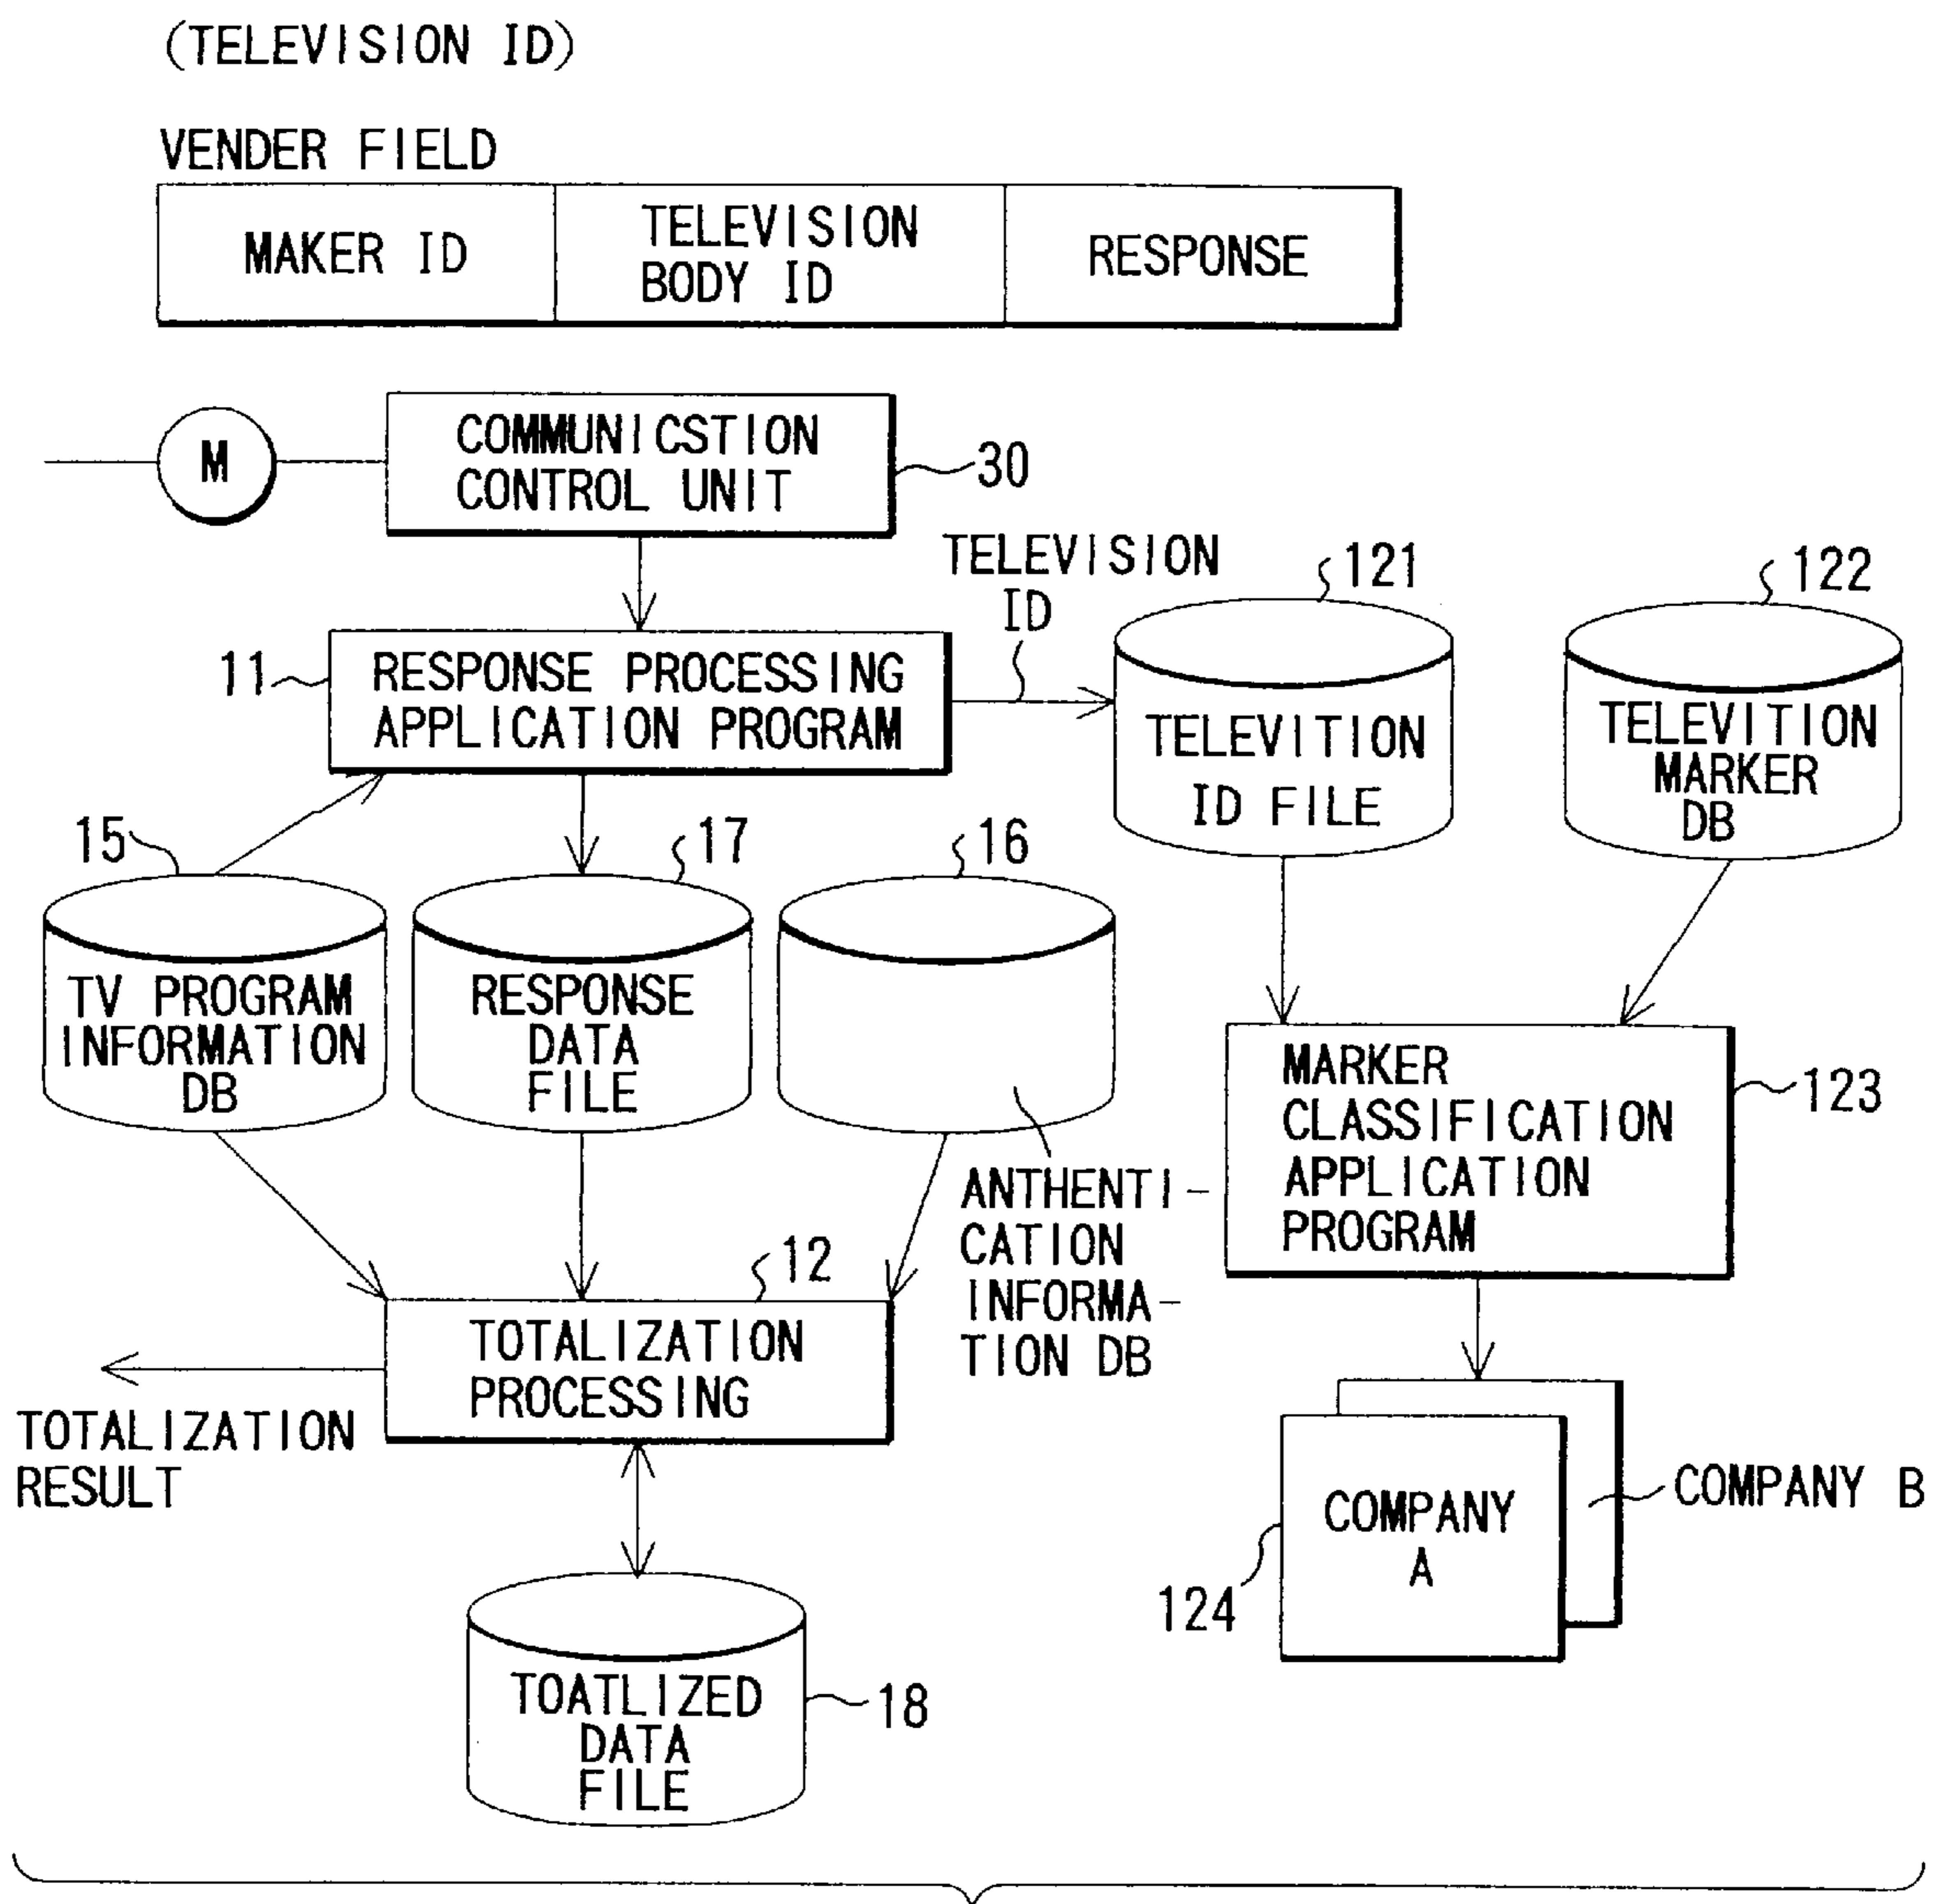 (TELEVISION ID)
VENDER FIELD
MAKER ID
TELEVISION
BODY ID
RESPONSE
M
COMMUNICSTION
CONTROL UNIT
30
TELEVISION
ID
121
122
11
RESPONSE PROCESSING
APPLICATION PROGRAM
TELEVITION
ID FILE
TELEVITION
MARKER
DB
15
17
16
TV PROGRAM
INFORMATION
DB
RESPONSE
DATA
FILE
ANTHENTI-
CATION
INFORMA-
TION DB
MARKER
CLASSIFICATION
APPLICATION
PROGRAM
123
12
TOTALIZATION
PROCESSING
TOTALIZATION
RESULT
COMPANY
A
COMPANY B
124
TOATLIZED
DATA
FILE
18